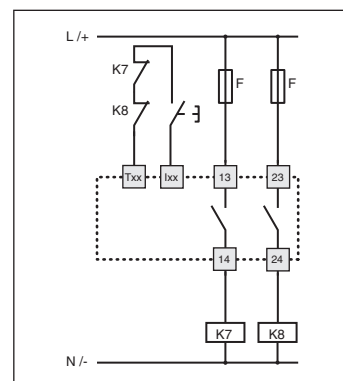 L /+
K7
F
F
K8
Txx
Ixx
13
23
14
24
K7
K8
N /-